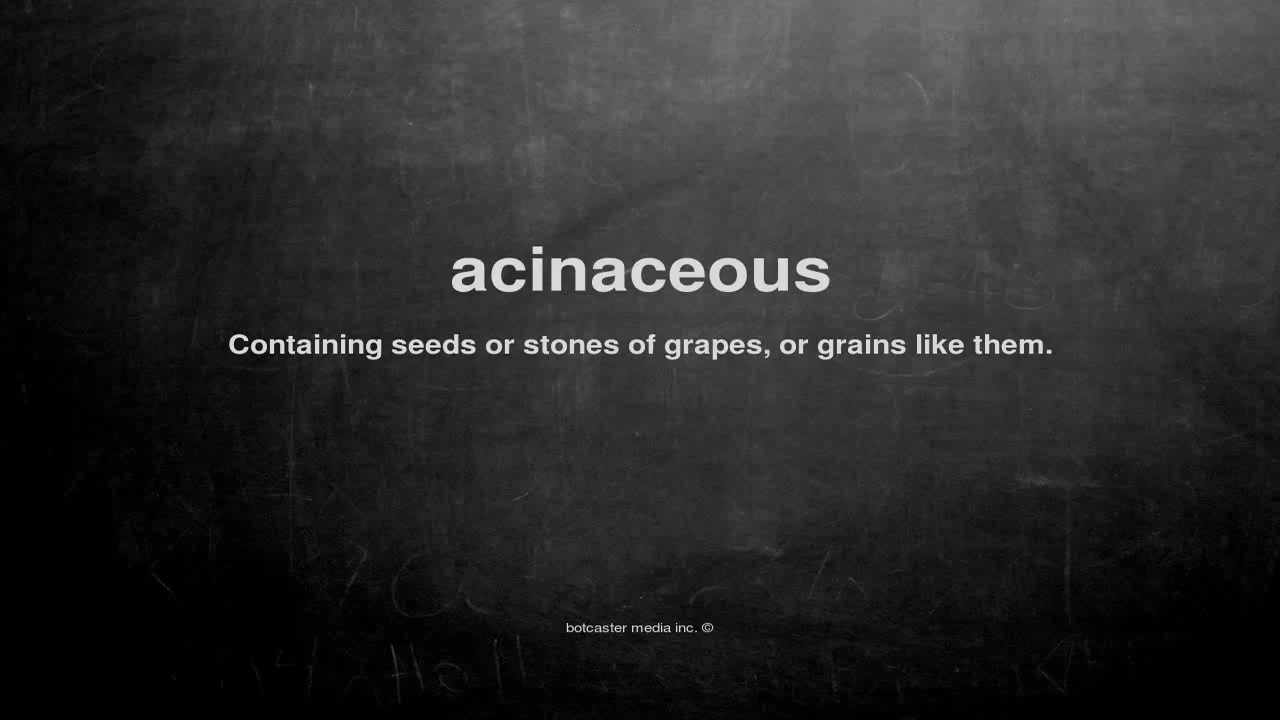 acinaceous
Containing seeds or stones of grapes, or grains like them.
botcaster media inc. ©